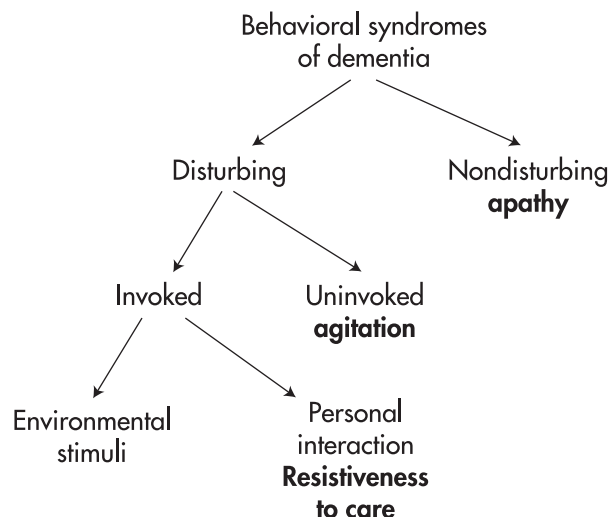 Behavioral syndromes
of dementia
Disturbing
Nondisturbing
apathy
Invoked
Uninvoked
agitation
Environmental
stimuli
Personal
interaction
Resistiveness
to care